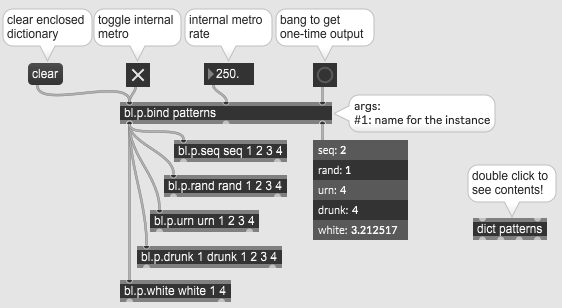 clear enclosed
dictionary
toggle internal
metro
internal metro
rate
bang to get
one-time output
clear
250.
bl.p.bind patterns
args:
#1: name for the instance
bl.p.seq seq 1 2 3 4
bl.p.rand rand 1 2 3 4
bl.p.urn urn 1 2 3 4
bl.p.drunk 1 drunk 1 2 3 4
bl.p.white white 1 4
seq: 2
rand: 1
urn: 4
drunk: 4
white: 3.212517
double click to
see contents!
dict patterns